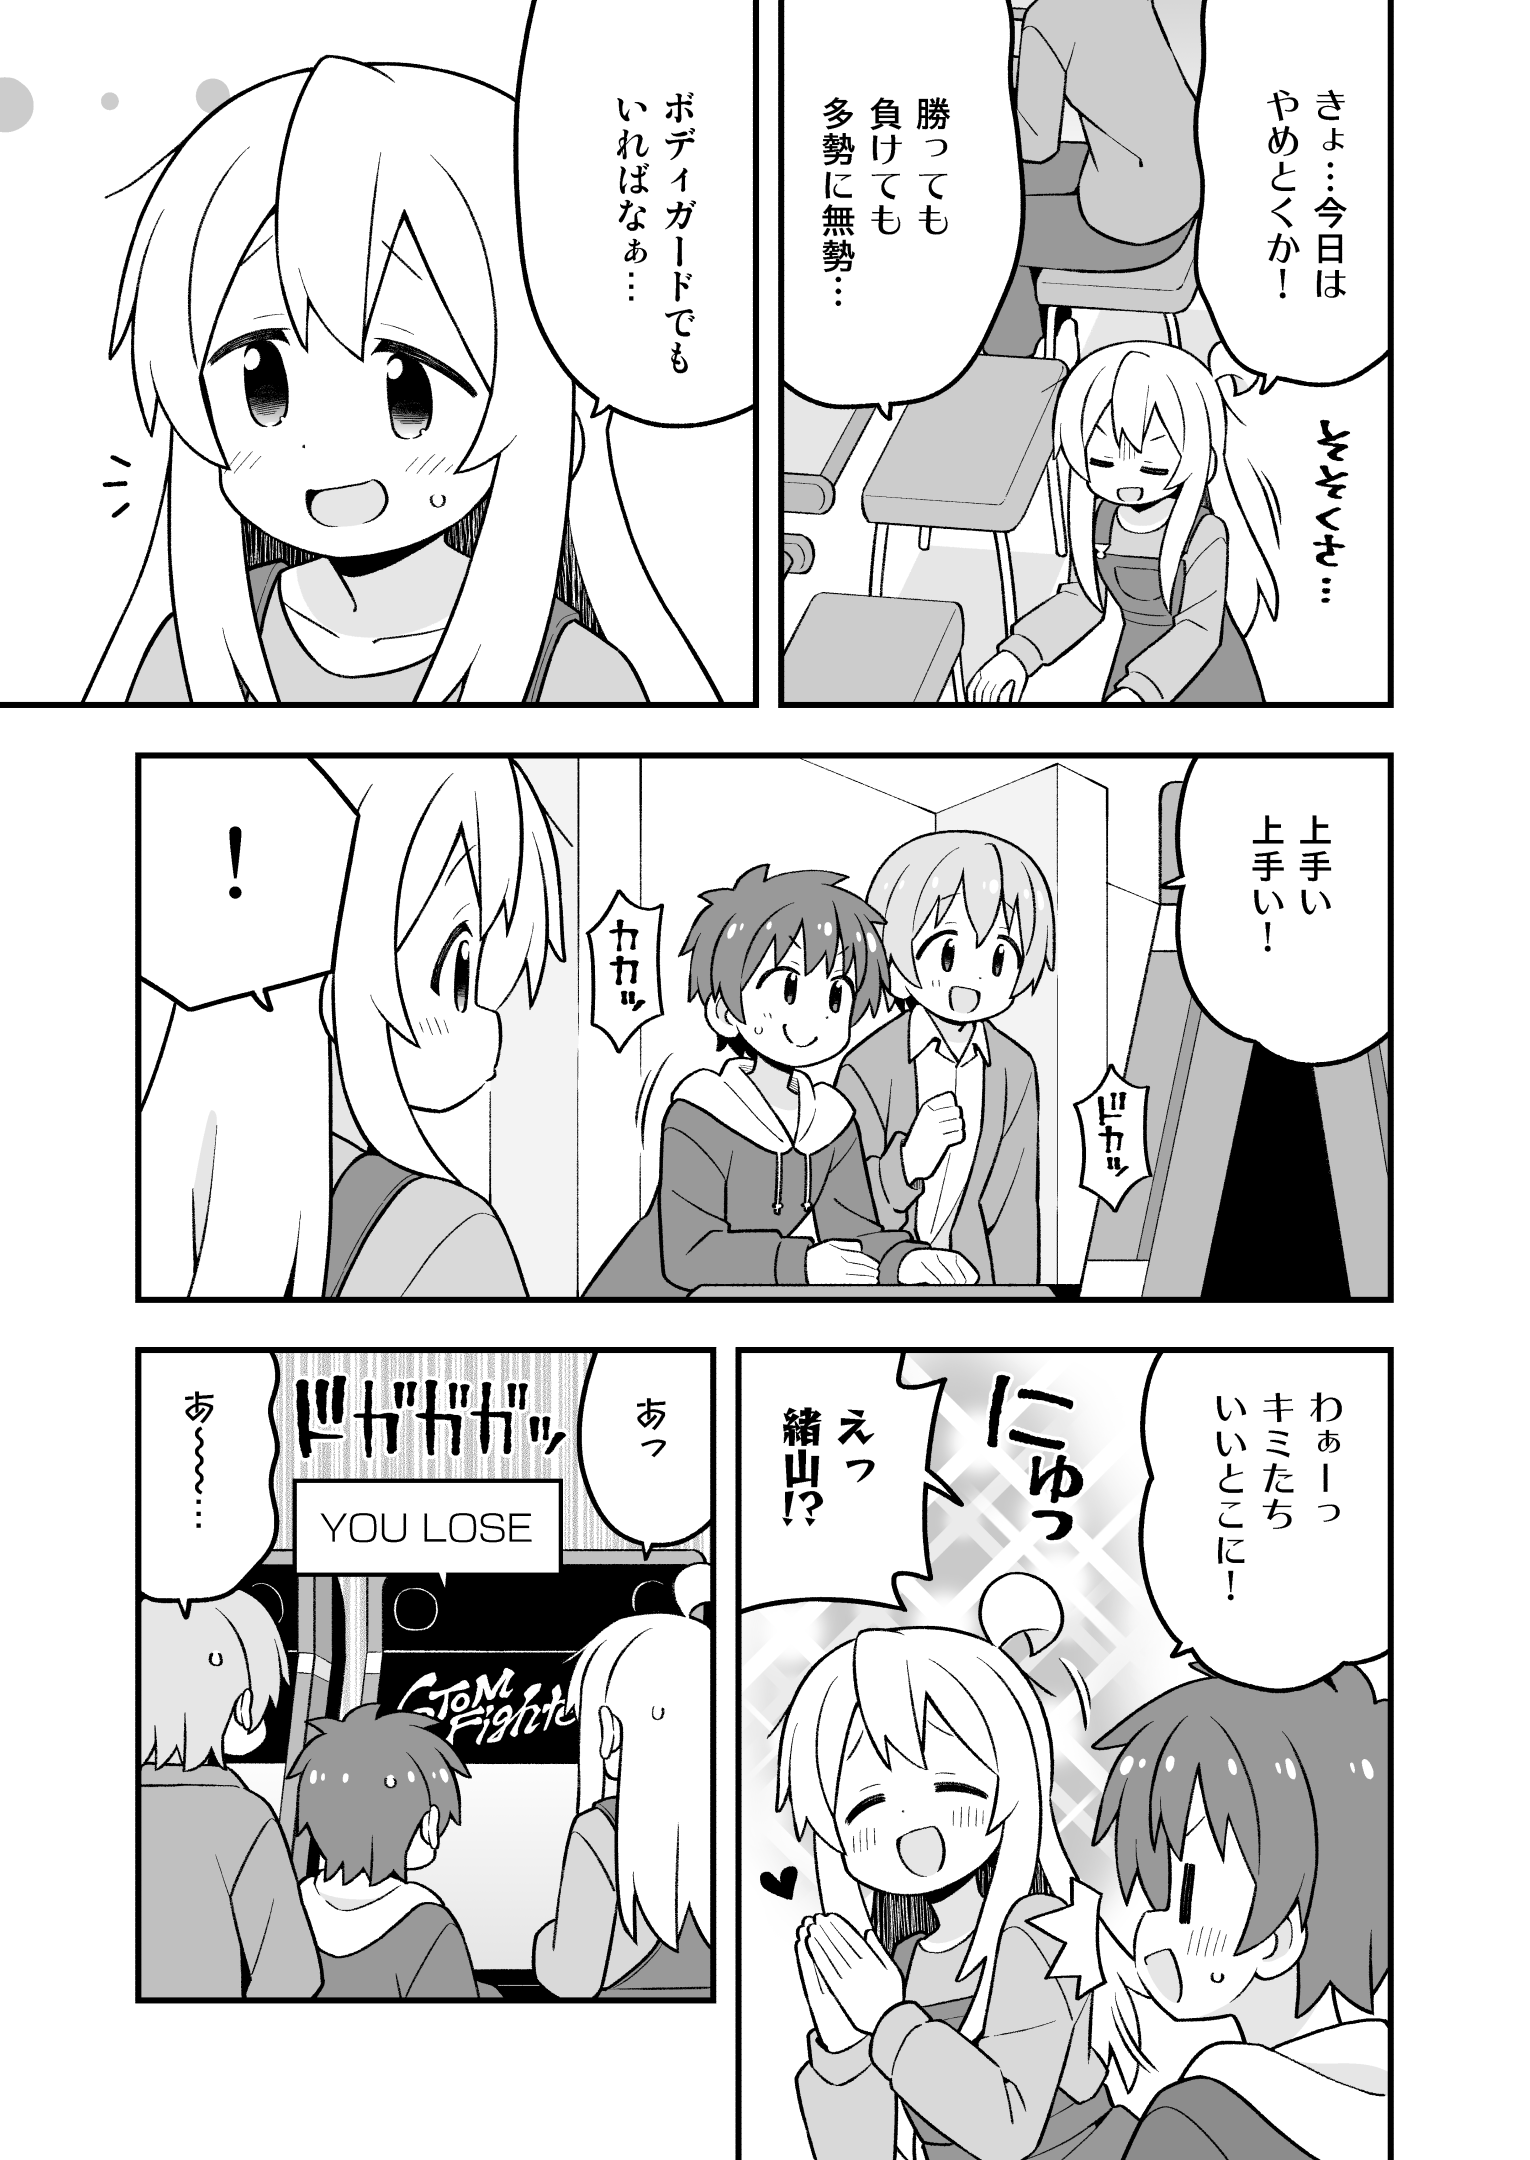 きょ…今日は
やめとくか！
そそくさ…
勝っても
負けても
多勢に無勢…
ボディガードでも
いればなぁ…
上手い
上手い！
ドカッ
カカッ
！
わぁーっ
キミたち
いいとこに！
にゅっ
えっ
緒山!?
あっ
ドガガガッ
YOU LOSE
SToM
Fighte
あ〜〜〜…